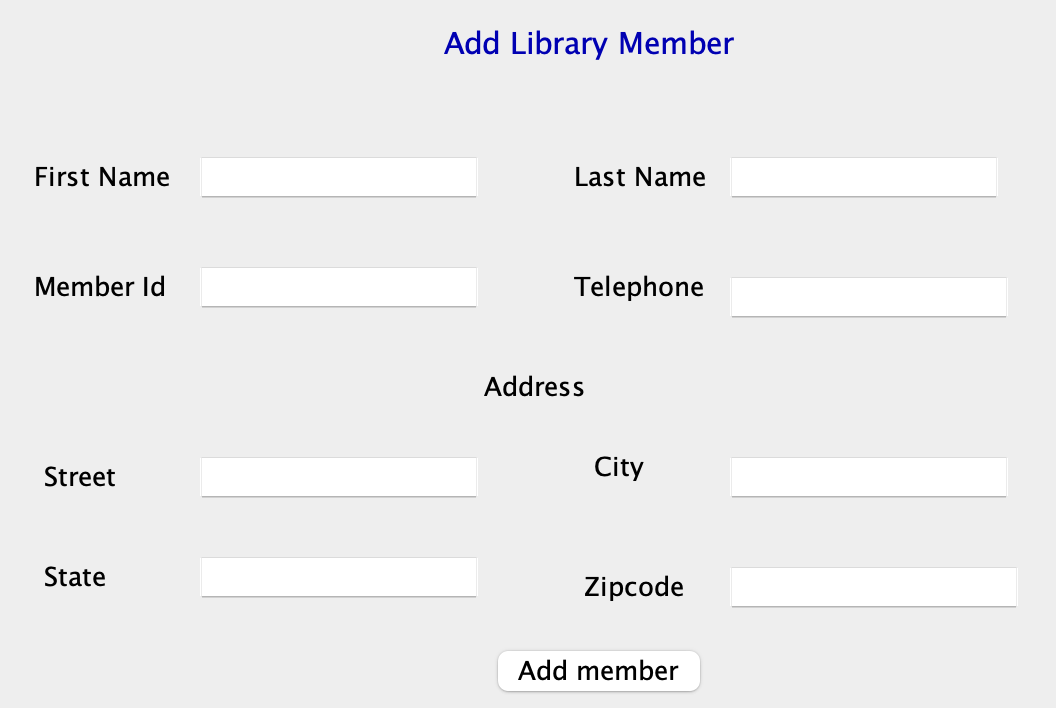 Add Library Member
First Name
Last Name
Member Id
Telephone
Address
Street
City
State
Zipcode
Add member